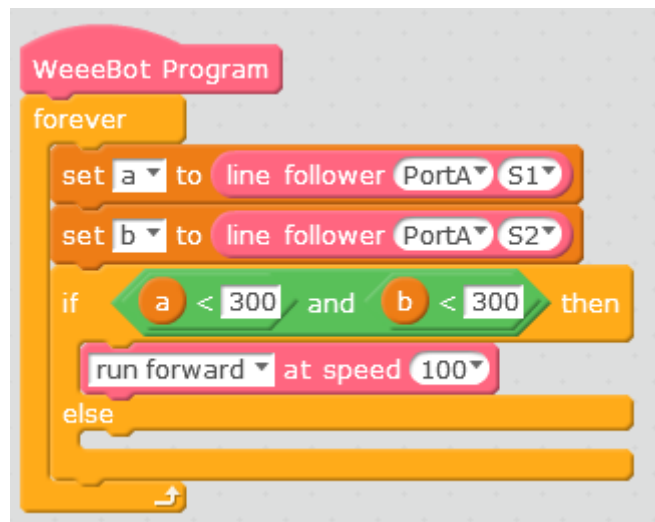 WeeeBot Program
forever
set a to line follower PortA S1
set b to line follower PortA S2
if a < 300 and b < 300 then
run forward at speed 100
else